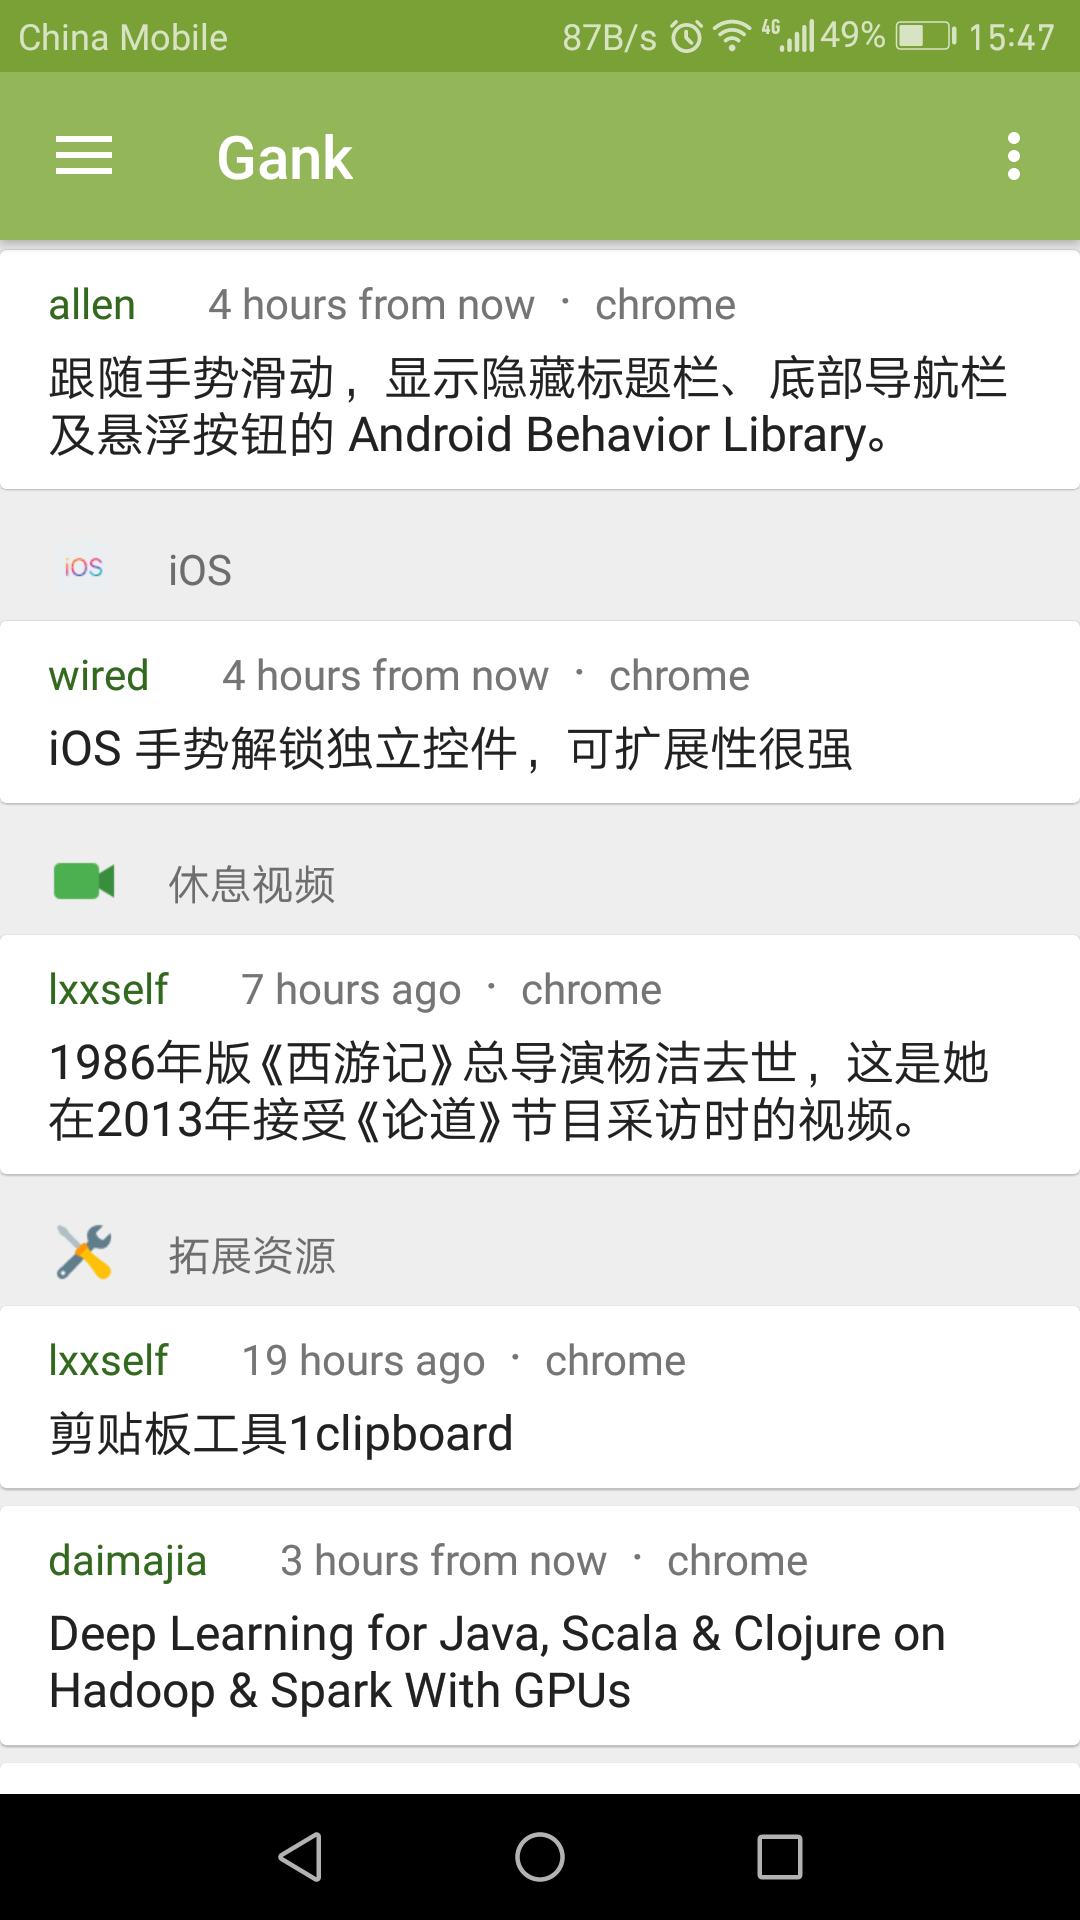 China Mobile 87B/s 4G 49% 15:47
Gank
allen 4 hours from now · chrome
跟随手势滑动，显示隐藏标题栏、底部导航栏
及悬浮按钮的 Android Behavior Library。
iOS iOS
wired 4 hours from now · chrome
iOS 手势解锁独立控件，可扩展性很强
休息视频
lxxself 7 hours ago · chrome
1986年版《西游记》总导演杨洁去世，这是她
在2013年接受《论道》节目采访时的视频。
拓展资源
lxxself 19 hours ago · chrome
剪贴板工具1clipboard
daimajia 3 hours from now · chrome
Deep Learning for Java, Scala & Clojure on
Hadoop & Spark With GPUs